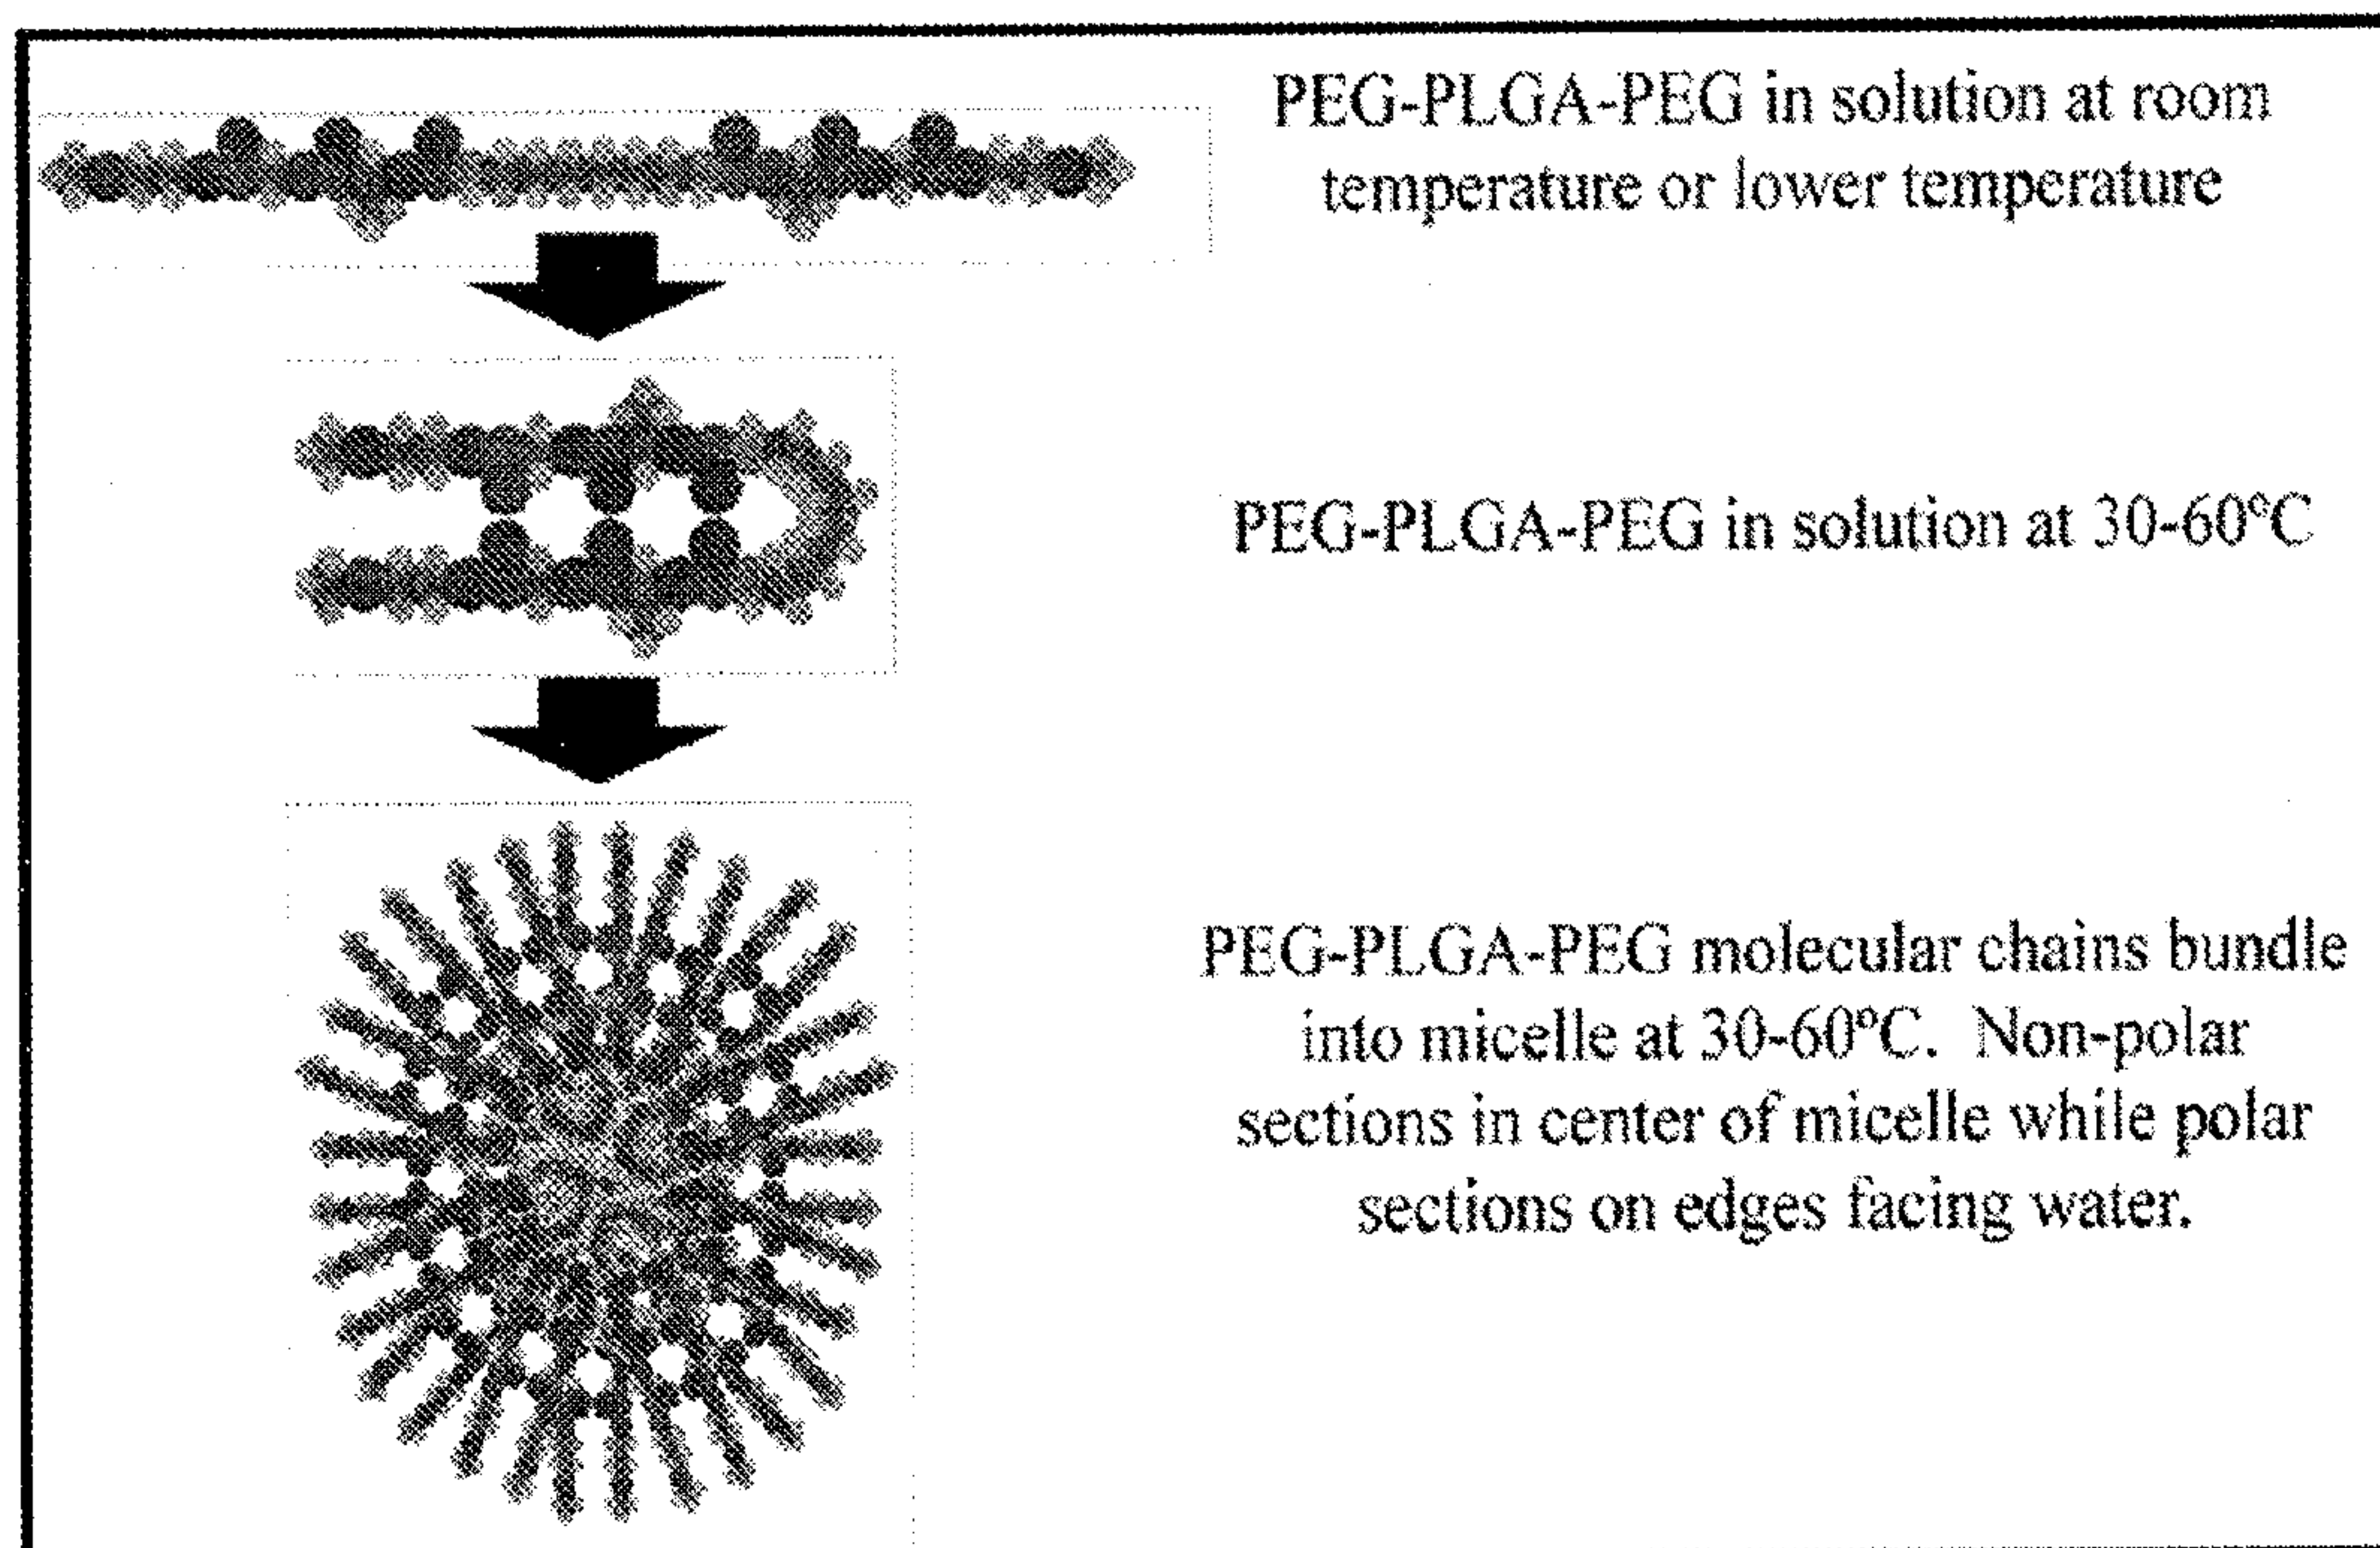 PEG-PLGA-PEG in solution at room
temperature or lower temperature
PEG-PLGA-PEG in solution at 30-60ºC
PEG-PLGA-PEG molecular chains bundle
into micelle at 30-60ºC. Non-polar
sections in center of micelle while polar
sections on edges facing water.